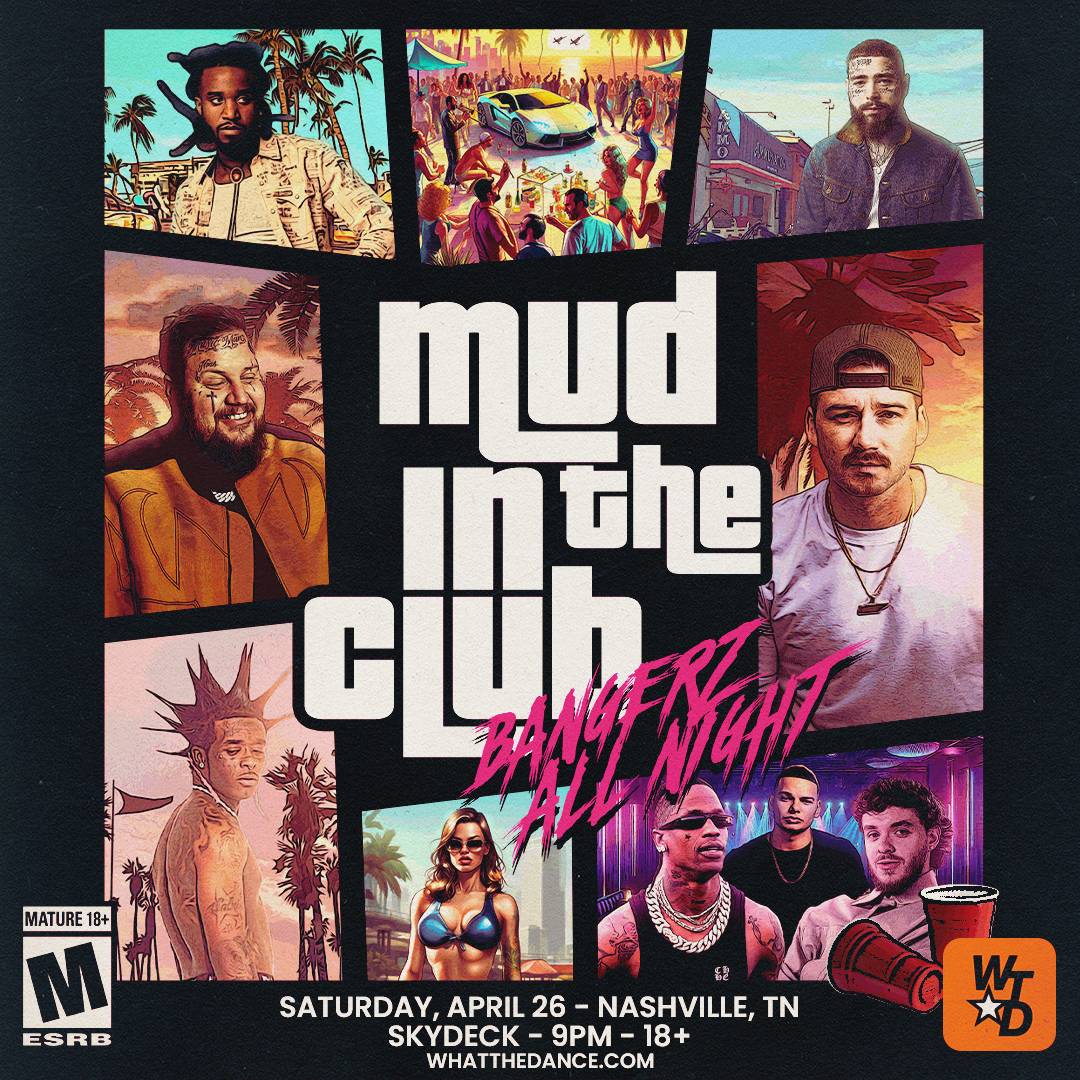 mud
in the
club
BANGERZ
ALL NIGHT
MATURE 18+
M
ESRB
SATURDAY, APRIL 26 – NASHVILLE, TN
SKYDECK – 9PM – 18+
WHATTHEDANCE.COM
WTD
AMMO